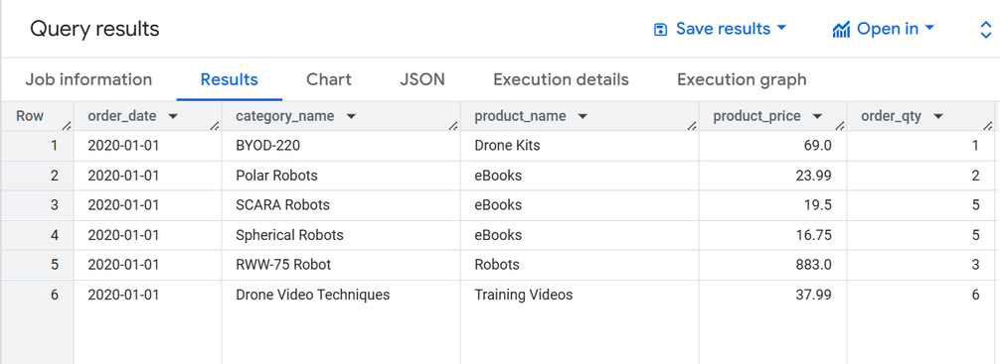 Query results Save results Open in
Job information Results Chart JSON Execution details Execution graph
Row order_date category_name product_name product_price order_qty
1 2020-01-01 BYOD-220 Drone Kits 69.0 1
2 2020-01-01 Polar Robots eBooks 23.99 2
3 2020-01-01 SCARA Robots eBooks 19.5 5
4 2020-01-01 Spherical Robots eBooks 16.75 5
5 2020-01-01 RWW-75 Robot Robots 883.0 3
6 2020-01-01 Drone Video Techniques Training Videos 37.99 6